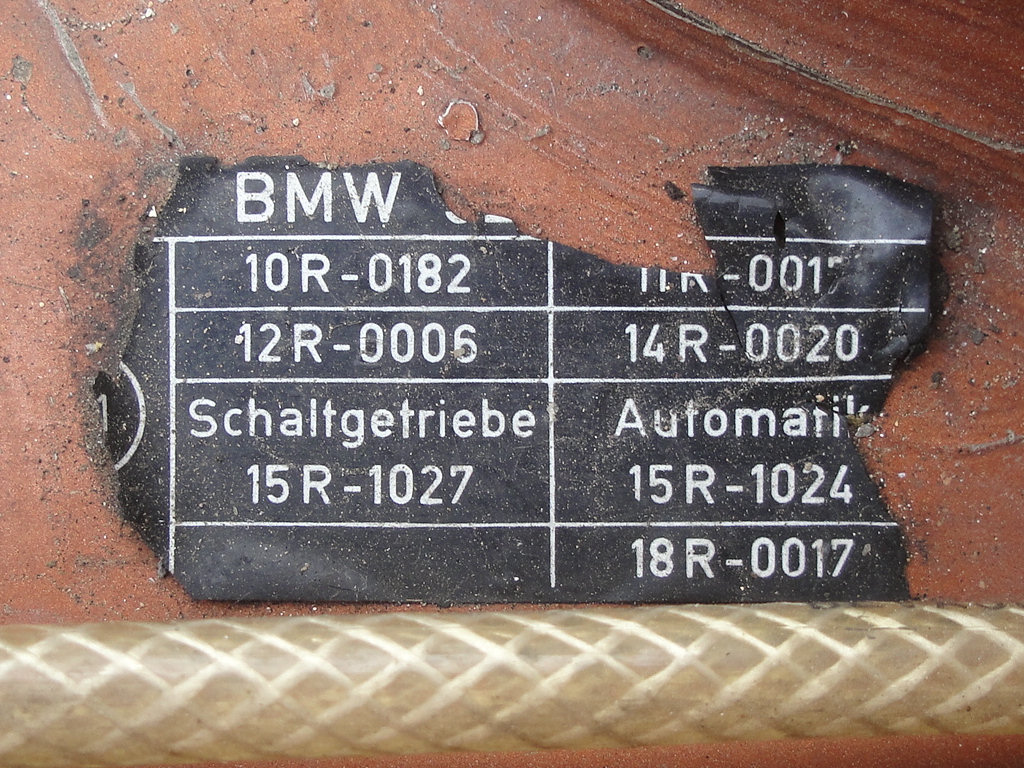 BMW
10R-0182
12R-0006 14R-0020
Schaltgetriebe
15R-1027 15R-1024
18R-0017